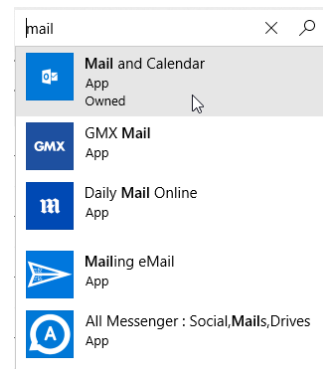 mail
Mail and Calendar
App
Owned
GMX
GMX Mail
App
m
Daily Mail Online
App
Mailing eMail
App
A
All Messenger : Social,Mails,Drives
App